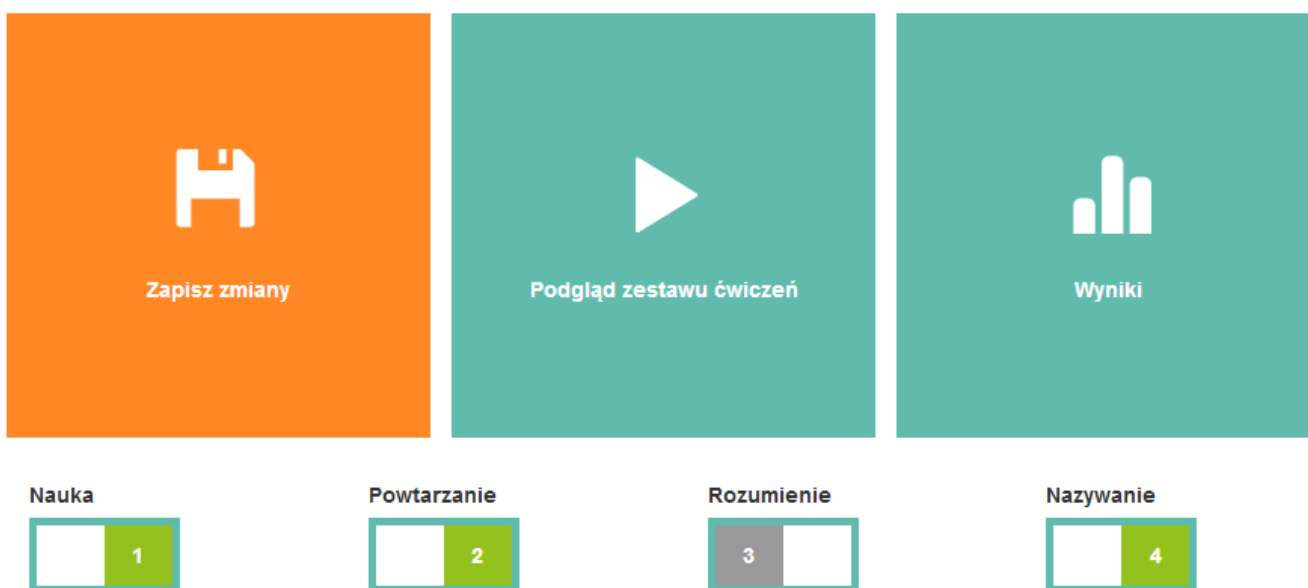 Zapisz zmiany
Podgląd zestawu ćwiczeń
Wyniki
Nauka
Powtarzanie
Rozumienie
Nazywanie
1
2
3
4